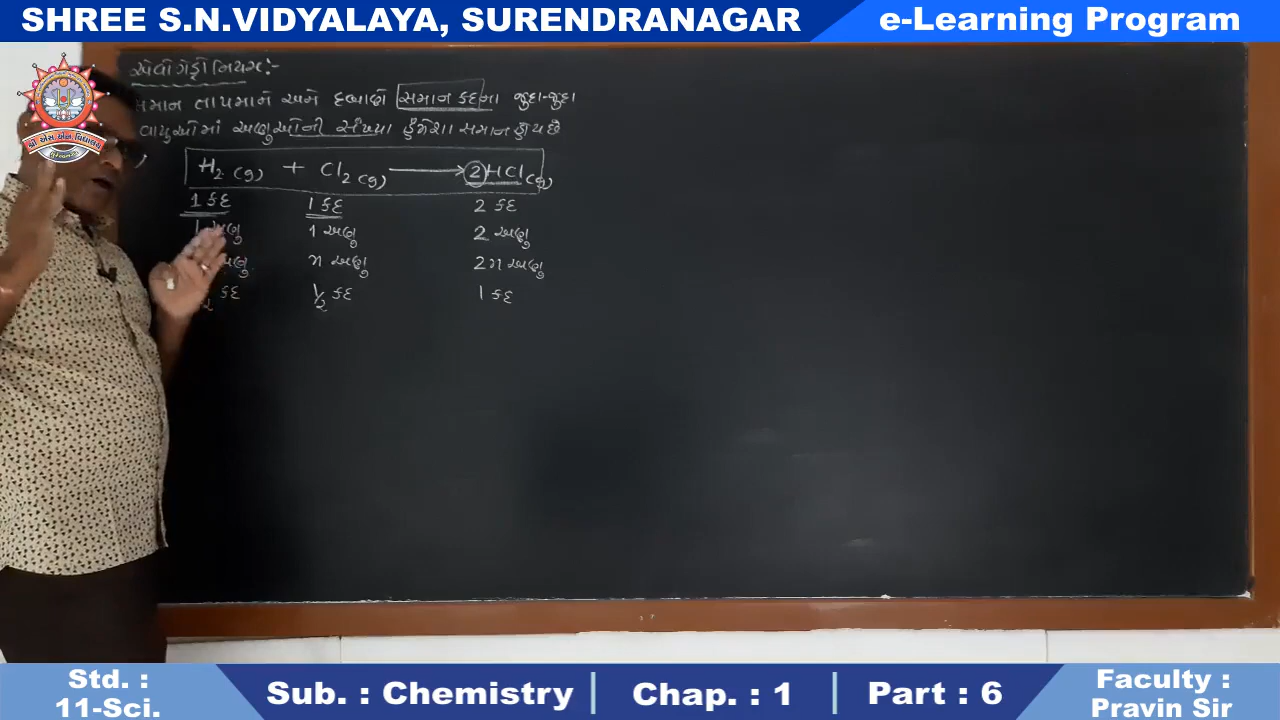 SHREE S.N.VIDYALAYA, SURENDRANAGAR
e-Learning Program
એવોગેડ્રો નિયમ :-
સમાન તાપમાને અને દબાણે સમાન કદના જુદા-જુદા
વાયુઓમાં અણુઓની સંખ્યા હંમેશા સમાન હોય છે
H₂(g) + Cl₂(g) ⟶ 2HCl(g)
1 કદ 1 કદ 2 કદ
1 અણુ 1 અણુ 2 અણુ
અણુ n અણુ 2n અણુ
કદ ½ કદ 1 કદ
Std. : 11-Sci.
Sub. : Chemistry
Chap. : 1
Part : 6
Faculty : Pravin Sir